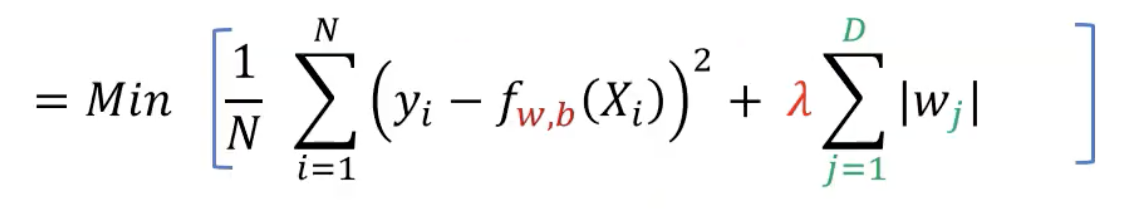 = Min [ 1/N ∑_{i=1}^{N} (y_i − f_{w,b}(X_i))^2 + λ ∑_{j=1}^{D} |w_j| ]